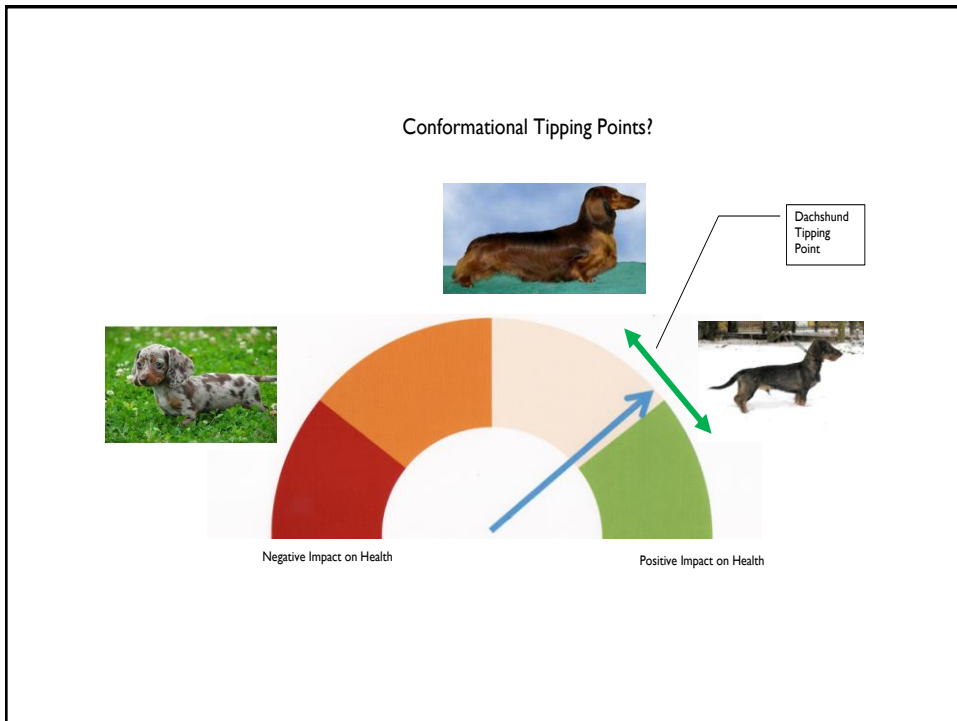 Conformational Tipping Points?
Dachshund
Tipping
Point
Negative Impact on Health
Positive Impact on Health